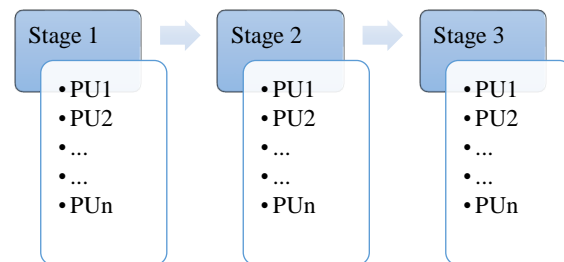 Stage 1
• PU1
• PU2
• ...
• ...
• PUn
Stage 2
• PU1
• PU2
• ...
• ...
• PUn
Stage 3
• PU1
• PU2
• ...
• ...
• PUn